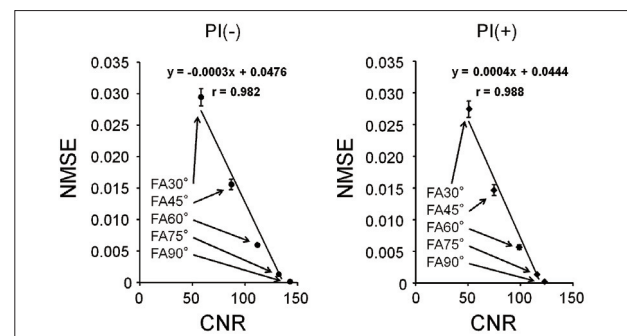 PI(-)
PI(+)
y = -0.0003x + 0.0476
r = 0.982
y = 0.0004x + 0.0444
r = 0.988
NMSE
0.035
0.030
0.025
0.020
0.015
0.010
0.005
0
FA30°
FA45°
FA60°
FA75°
FA90°
0 50 100 150
CNR
NMSE
0.035
0.030
0.025
0.020
0.015
0.010
0.005
0
FA30°
FA45°
FA60°
FA75°
FA90°
0 50 100 150
CNR